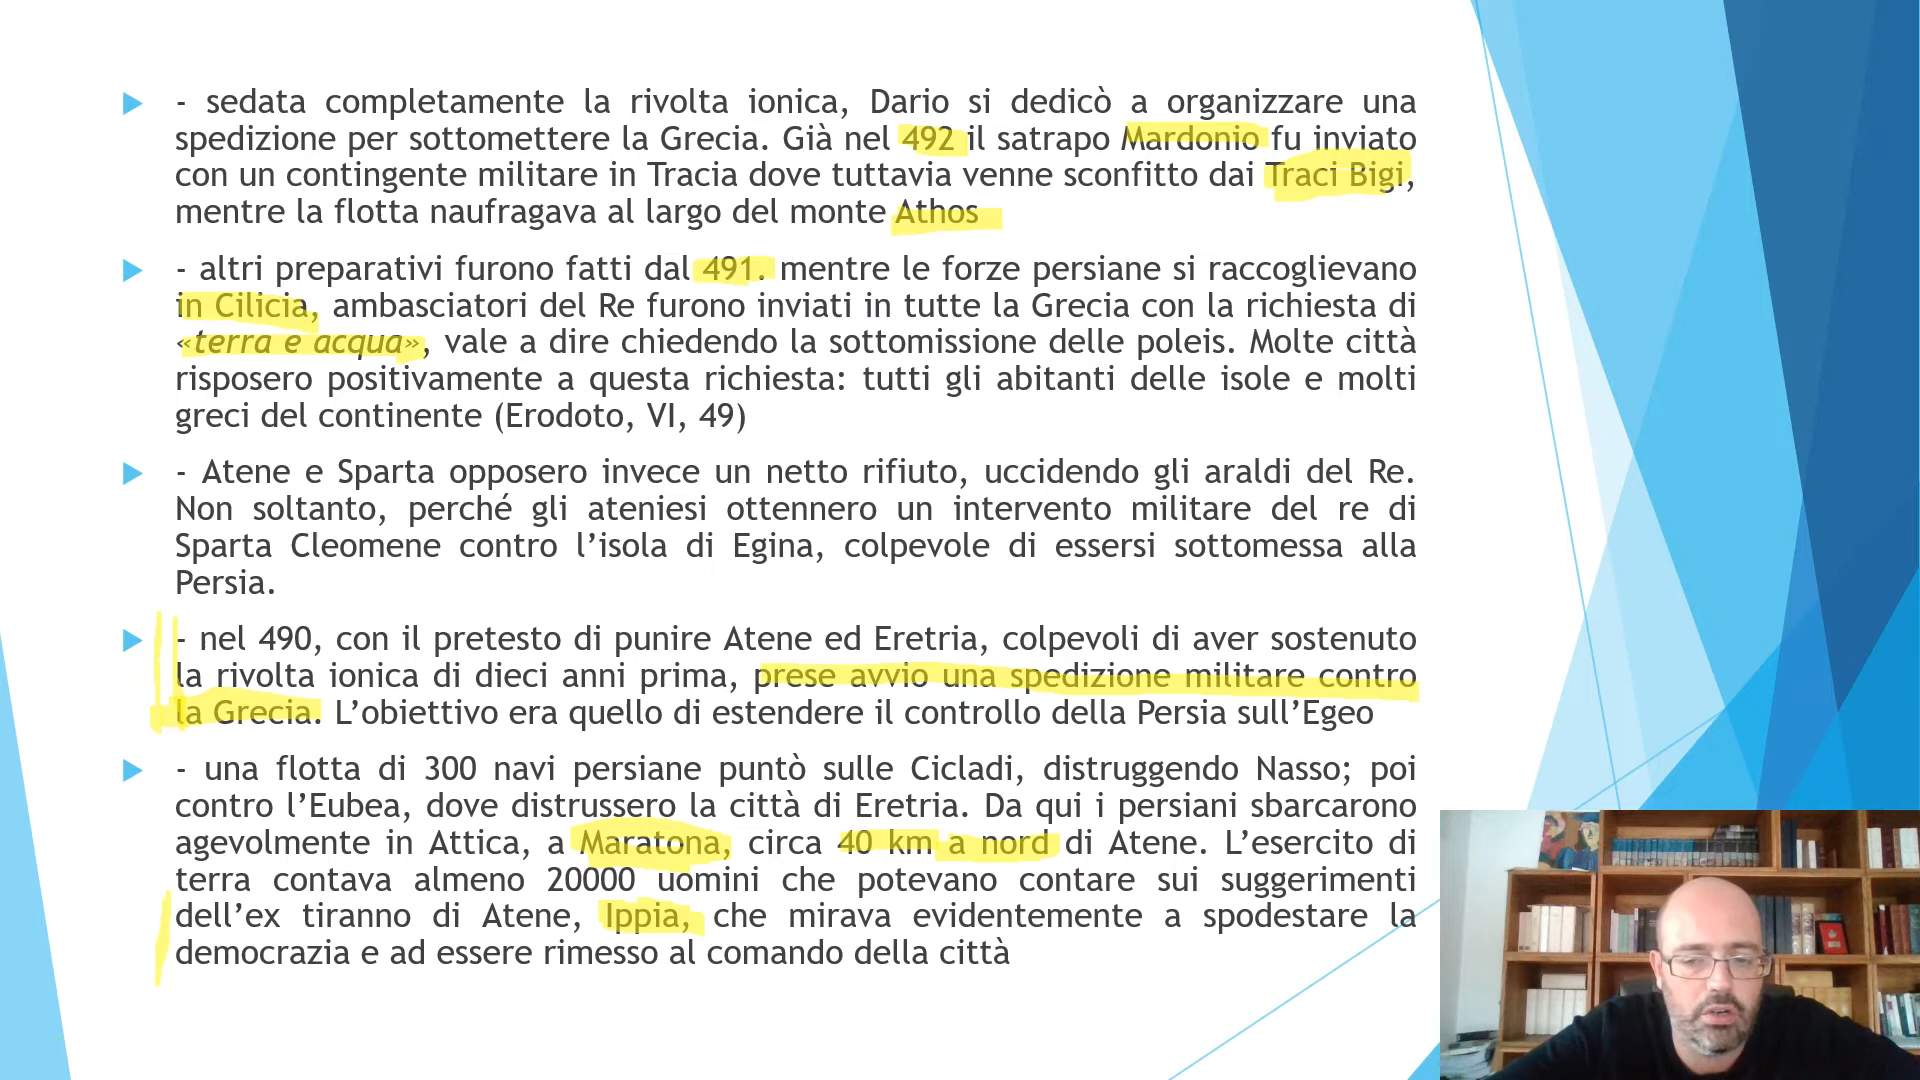 - sedata completamente la rivolta ionica, Dario si dedicò a organizzare una
spedizione per sottomettere la Grecia. Già nel 492 il satrapo Mardonio fu inviato
con un contingente militare in Tracia dove tuttavia venne sconfitto dai Traci Bigi,
mentre la flotta naufragava al largo del monte Athos
- altri preparativi furono fatti dal 491. mentre le forze persiane si raccoglievano
in Cilicia, ambasciatori del Re furono inviati in tutte la Grecia con la richiesta di
«terra e acqua», vale a dire chiedendo la sottomissione delle poleis. Molte città
risposero positivamente a questa richiesta: tutti gli abitanti delle isole e molti
greci del continente (Erodoto, VI, 49)
- Atene e Sparta opposero invece un netto rifiuto, uccidendo gli araldi del Re.
Non soltanto, perché gli ateniesi ottennero un intervento militare del re di
Sparta Cleomene contro l’isola di Egina, colpevole di essersi sottomessa alla
Persia.
- nel 490, con il pretesto di punire Atene ed Eretria, colpevoli di aver sostenuto
la rivolta ionica di dieci anni prima, prese avvio una spedizione militare contro
la Grecia. L’obiettivo era quello di estendere il controllo della Persia sull’Egeo
- una flotta di 300 navi persiane puntò sulle Cicladi, distruggendo Nasso; poi
contro l’Eubea, dove distrussero la città di Eretria. Da qui i persiani sbarcarono
agevolmente in Attica, a Maratona, circa 40 km a nord di Atene. L’esercito di
terra contava almeno 20000 uomini che potevano contare sui suggerimenti
dell’ex tiranno di Atene, Ippia, che mirava evidentemente a spodestare la
democrazia e ad essere rimesso al comando della città